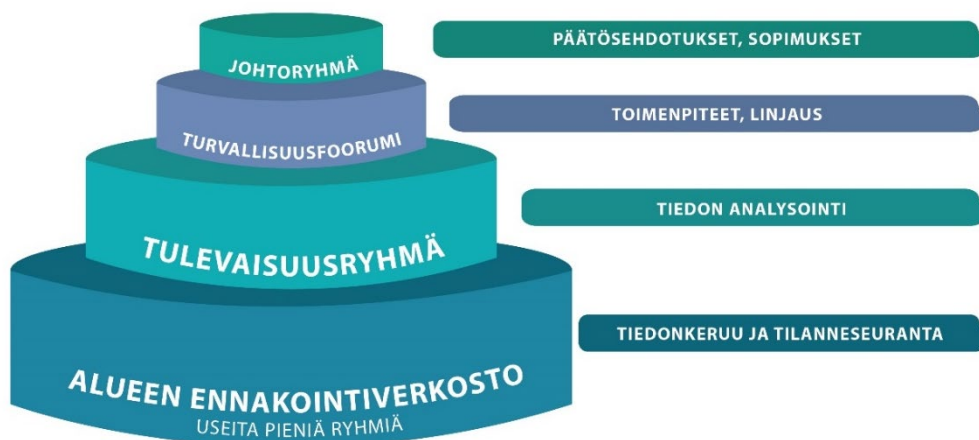 JOHTORYHMÄ
PÄÄTÖSEHDOTUKSET, SOPIMUKSET
TURVALLISUUSFOORUMI
TOIMENPITEET, LINJAUS
TULEVAISUUSRYHMÄ
TIEDON ANALYSOINTI
ALUEEN ENNAKOINTIVERKOSTO
USEITA PIENIÄ RYHMIÄ
TIEDONKERUU JA TILANNESEURANTA